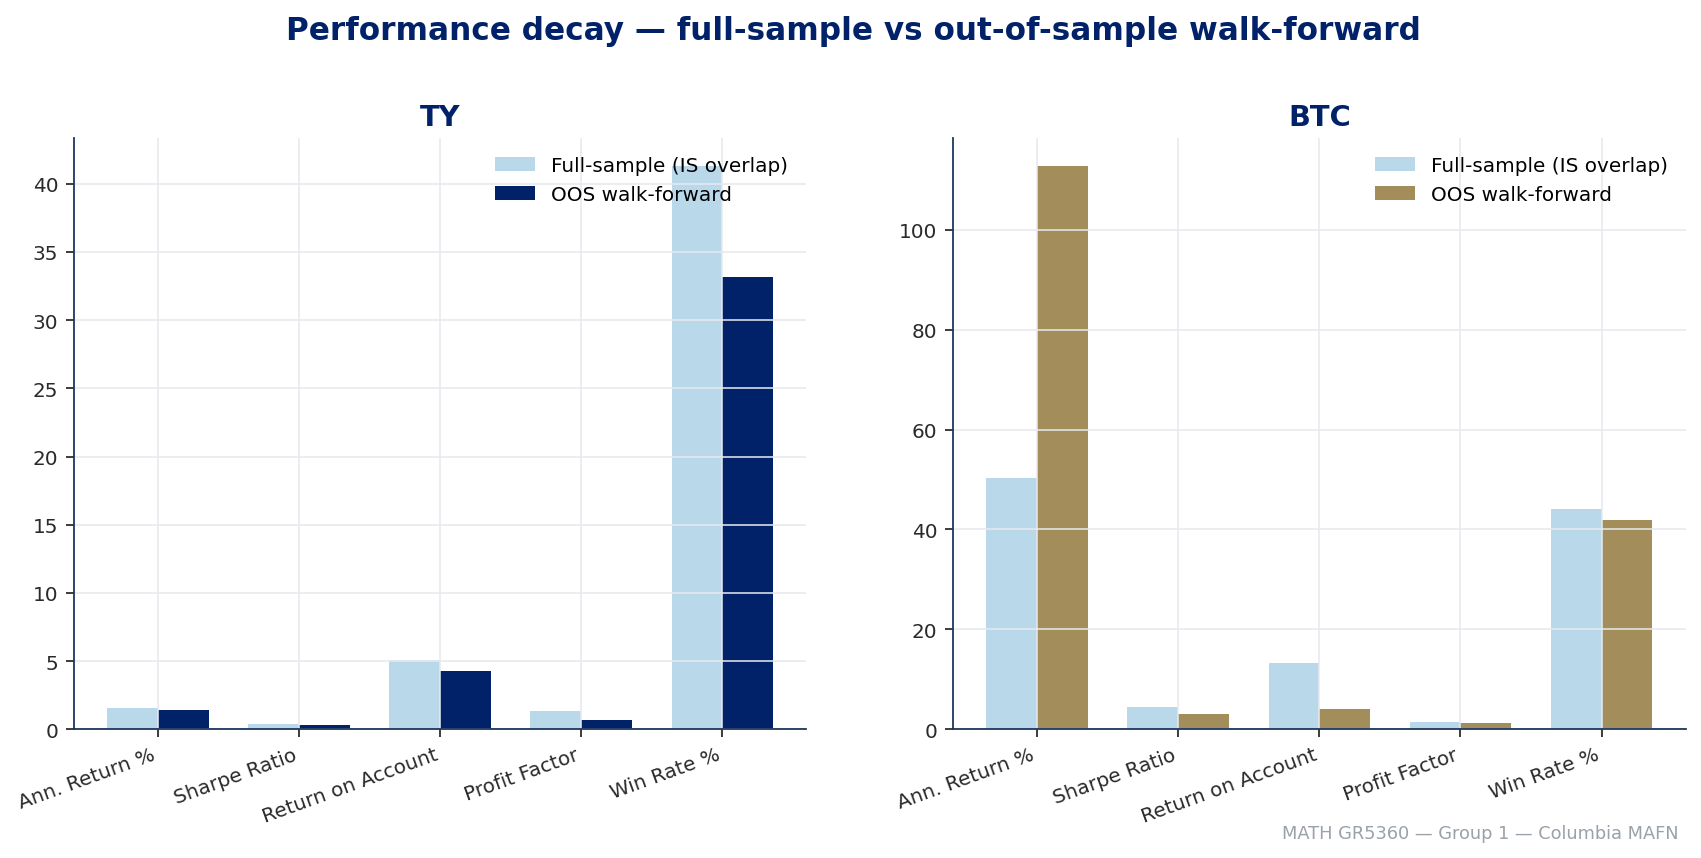 Performance decay — full-sample vs out-of-sample walk-forward
TY
Full-sample (IS overlap)
OOS walk-forward
40
35
30
25
20
15
10
5
0
Ann. Return %
Sharpe Ratio
Return on Account
Profit Factor
Win Rate %
BTC
Full-sample (IS overlap)
OOS walk-forward
100
80
60
40
20
0
Ann. Return %
Sharpe Ratio
Return on Account
Profit Factor
Win Rate %
MATH GR5360 — Group 1 — Columbia MAFN